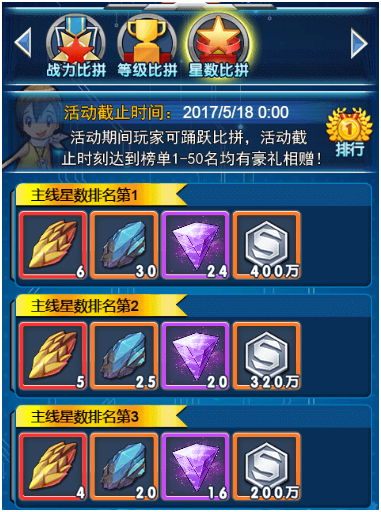 战力比拼 等级比拼 星数比拼
活动截止时间： 2017/5/18 0:00
活动期间玩家可踊跃比拼，活动截
止时刻达到榜单1-50名均有豪礼相赠！
1
排行
主线星数排名第1
6 30 24 400万
主线星数排名第2
5 25 20 320万
主线星数排名第3
4 20 16 200万